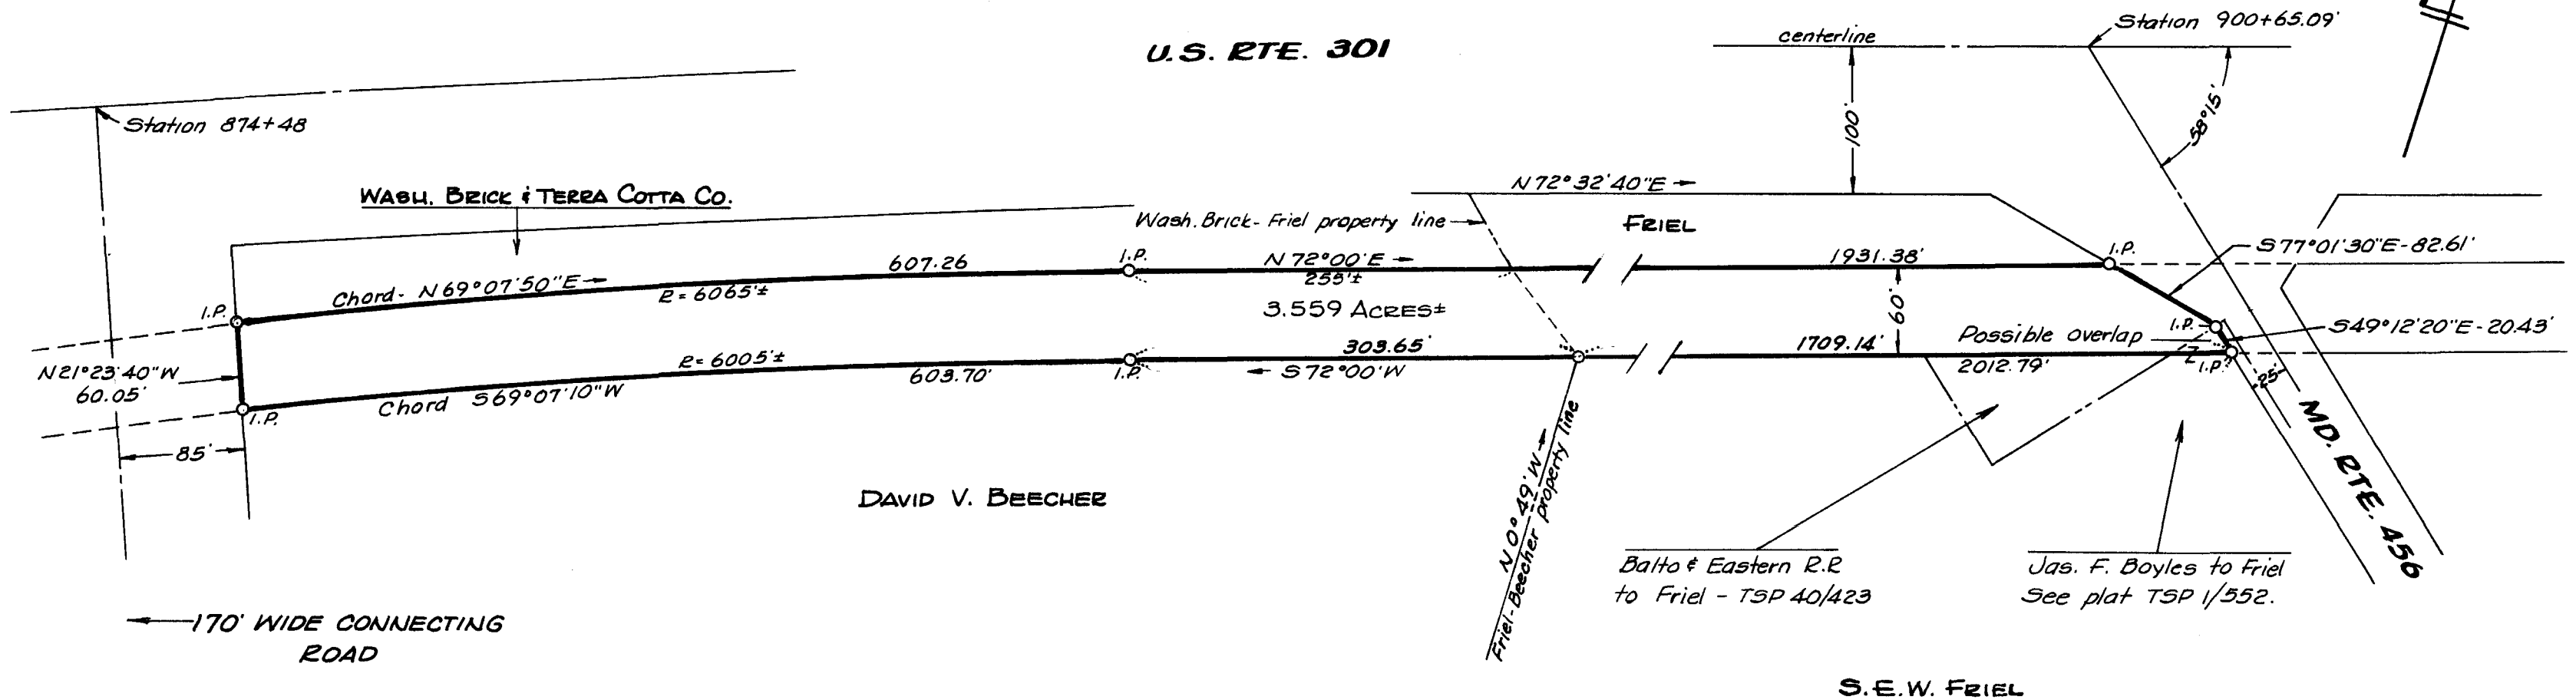 Station 900+65.09'
centerline
U.S. RTE. 301
Station 874+48
100'
58°15'
WASH. BRICK & TERRA COTTA CO.
N 72° 32' 40" E
Wash. Brick - Friel property line
FRIEL
S 77° 01' 30" E - 82.61'
I.P.
607.26
I.P.
N 72° 00' E
255'±
1931.38'
Chord - N 69° 07' 50" E
R = 6065'±
I.P.
3.559 ACRES±
60'
Possible overlap
I.P.
S 49° 12' 20" E - 20.43'
N 21° 23' 40" W
60.05'
R = 6005'±
603.70'
I.P.
303.65'
S 72° 00' W
1709.14'
2012.79'
I.P.
25'
Chord S 69° 07' 10" W
I.P.
85'
MD. RTE. 456
N 0° 49' W
Friel - Beecher property line
DAVID V. BEECHER
Balto & Eastern R.R
to Friel - TSP 40/423
Jas. F. Boyles to Friel
See plat TSP 1/552.
170' WIDE CONNECTING
ROAD
S.E.W. FRIEL